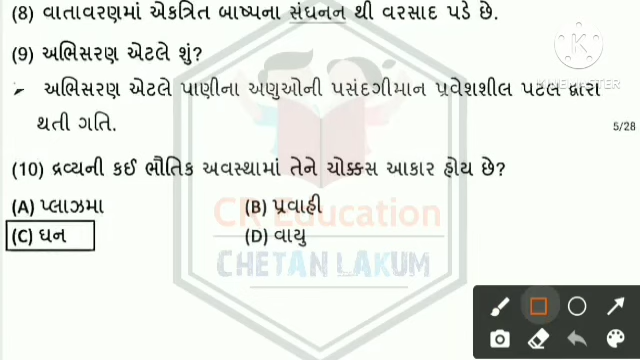 (8) વાતાવરણમાં એકત્રિત બાષ્પના સંઘનન થી વરસાદ પડે છે.
(9) અભિસરણ એટલે શું?
➤ અભિસરણ એટલે પાણીના અણુઓની પસંદગીમાન પ્રવેશશીલ પટલ દ્વારા
થતી ગતિ.
5/28
(10) દ્રવ્યની કઈ ભૌતિક અવસ્થામાં તેને ચોક્કસ આકાર હોય છે?
(A) પ્લાઝમા (B) પ્રવાહી
(C) ઘન (D) વાયુ
CR Education
CHETAN LAKUM
K
KINEMASTER